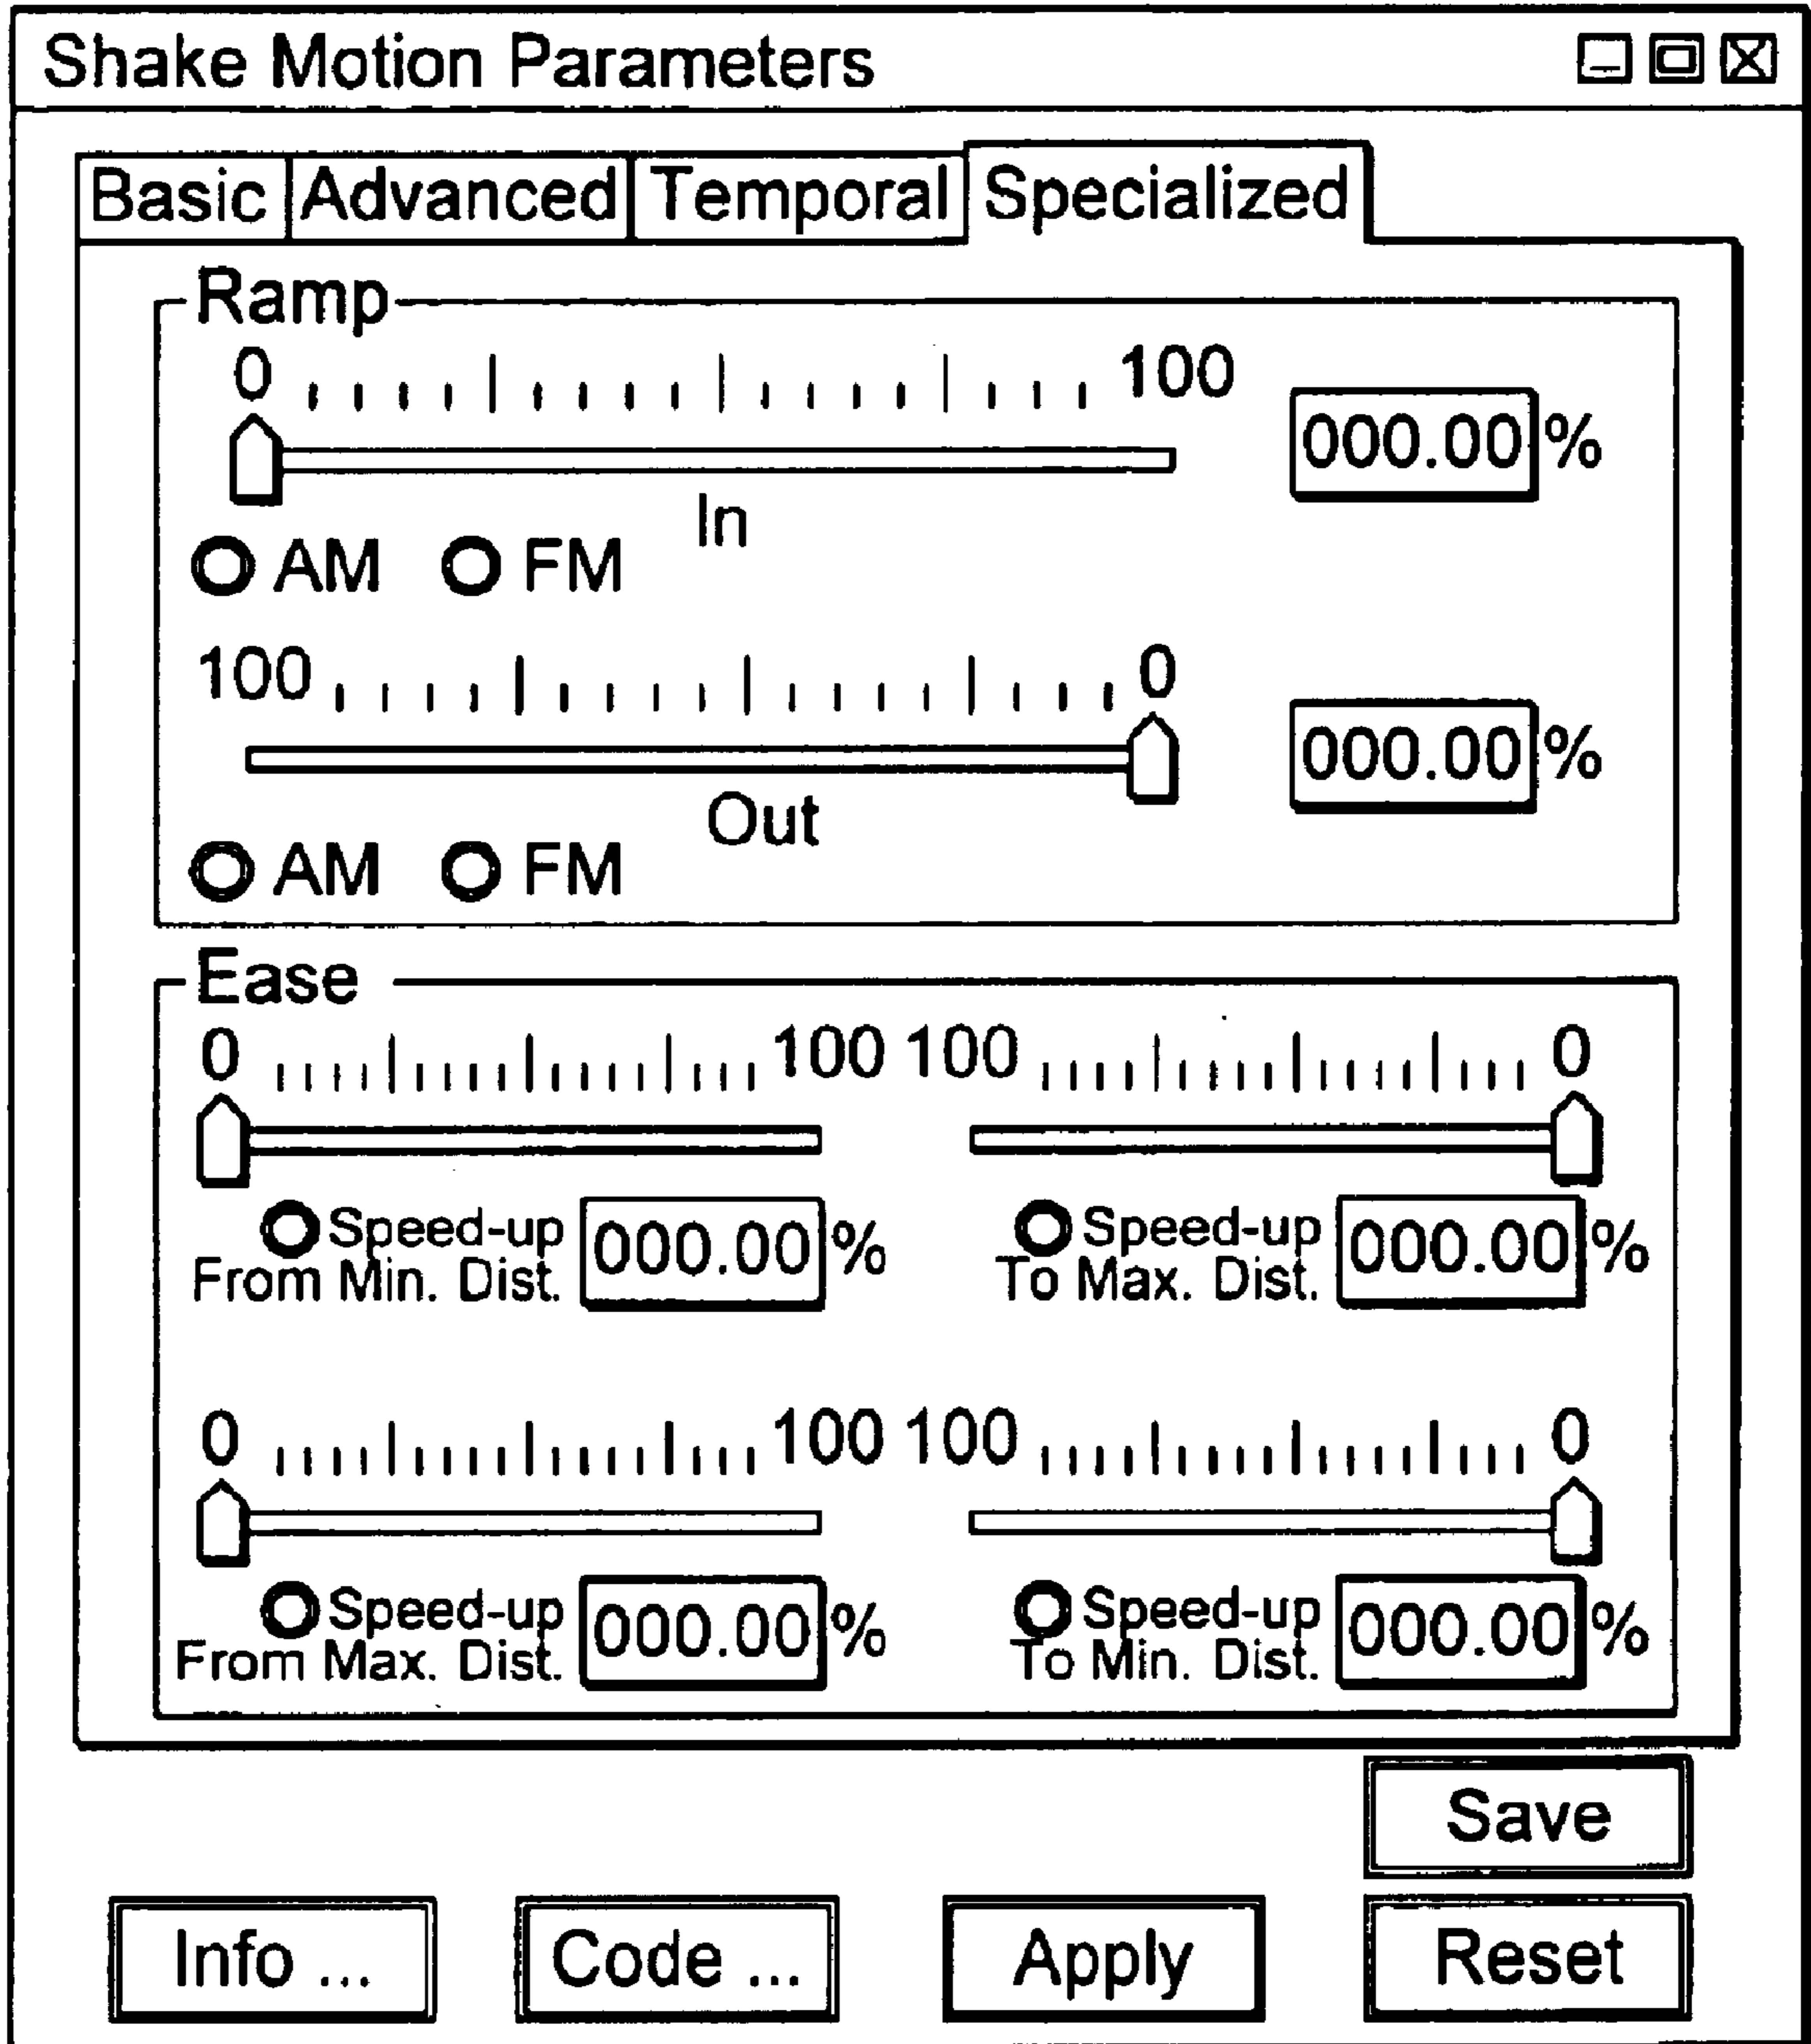 Shake Motion Parameters
Basic Advanced Temporal Specialized
Ramp
0 100
000.00 %
In
AM FM
100 0
000.00 %
Out
AM FM
Ease
0 100 100 0
Speed-up 000.00 % Speed-up 000.00 %
From Min. Dist. To Max. Dist.
0 100 100 0
Speed-up 000.00 % Speed-up 000.00 %
From Max. Dist. To Min. Dist.
Save
Info ... Code ... Apply Reset